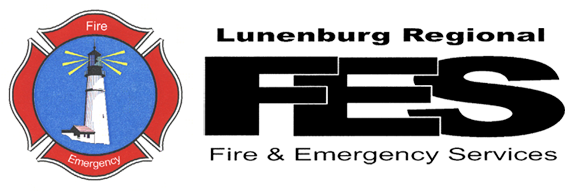 Fire
Emergency
Lunenburg Regional
FES
Fire & Emergency Services